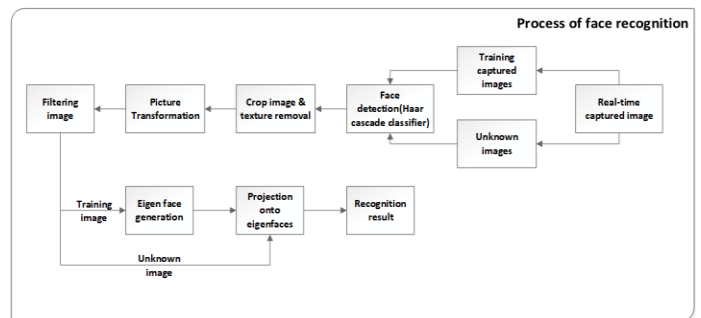 Process of face recognition
Training
captured
images
Filtering
image
Picture
Transformation
Crop image &
texture removal
Face
detection(Haar
cascade classifier)
Real-time
captured image
Unknown
images
Training
image
Eigen face
generation
Projection
onto
eigenfaces
Recognition
result
Unknown
image